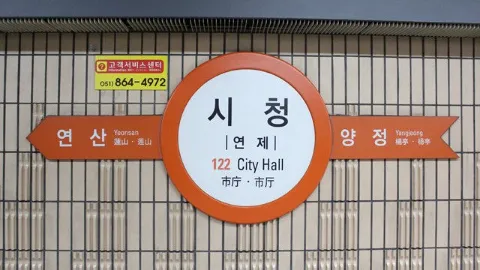 고객서비스센터
(051) 864-4972
시청
|연제|
122 City Hall
市庁·市厅
연산 Yeonsan
蓮山·莲山
양정 Yangjeong
楊亭·杨亭